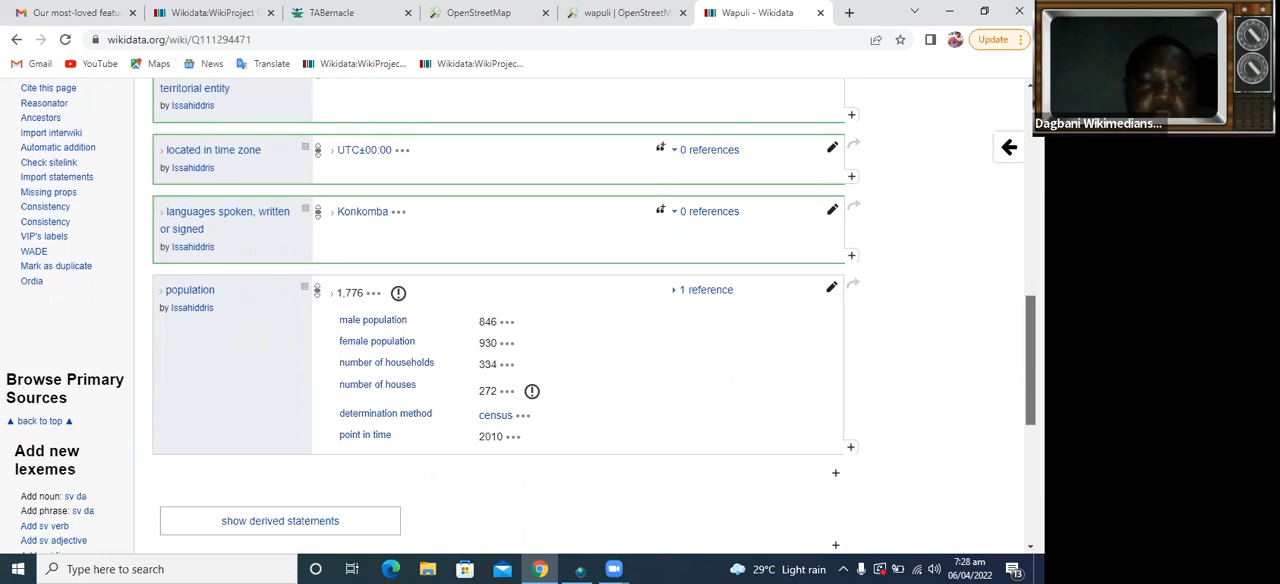 Our most-loved featu
Wikidata:WikiProject G
TABernacle
OpenStreetMap
wapuli | OpenStreetM
Wapuli - Wikidata
wikidata.org/wiki/Q111294471
Update
Gmail
YouTube
Maps
News
Translate
Wikidata:WikiProjec...
Wikidata:WikiProjec...
Dagbani Wikimedians...
Cite this page
Reasonator
Ancestors
Import interwiki
Automatic addition
Check sitelink
Import statements
Missing props
Consistency
Consistency
VIP's labels
WADE
Mark as duplicate
Ordia
Browse Primary
Sources
▲ back to top ▲
Add new
lexemes
Add noun: sv da
Add phrase: sv da
Add sv verb
Add sv adjective
territorial entity
by Issahiddris
located in time zone
by Issahiddris
UTC±00:00
0 references
languages spoken, written
or signed
by Issahiddris
Konkomba
0 references
population
by Issahiddris
1,776
1 reference
male population 846
female population 930
number of households 334
number of houses 272
determination method census
point in time 2010
show derived statements
Type here to search
29°C Light rain
7:28 am
06/04/2022
13